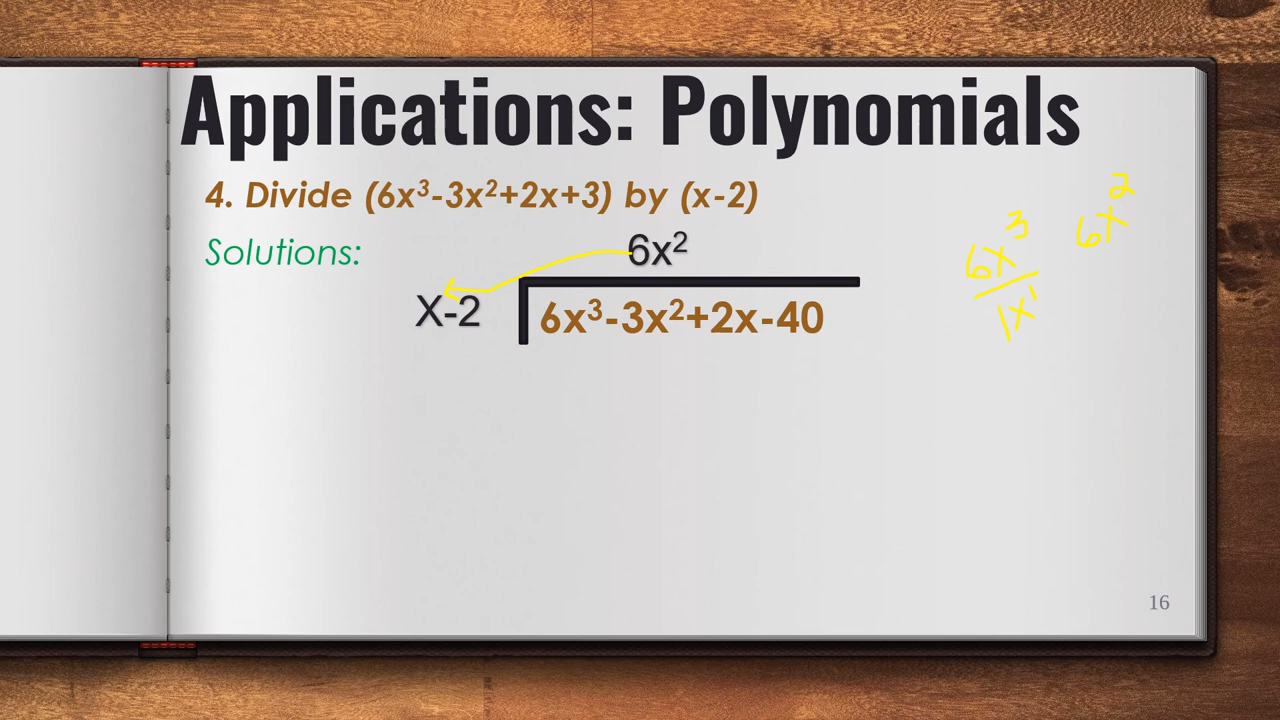 Applications: Polynomials
4. Divide (6x³-3x²+2x+3) by (x-2)
Solutions:
6x²
X-2
6x³-3x²+2x-40
6x³
1x¹
6x²
16